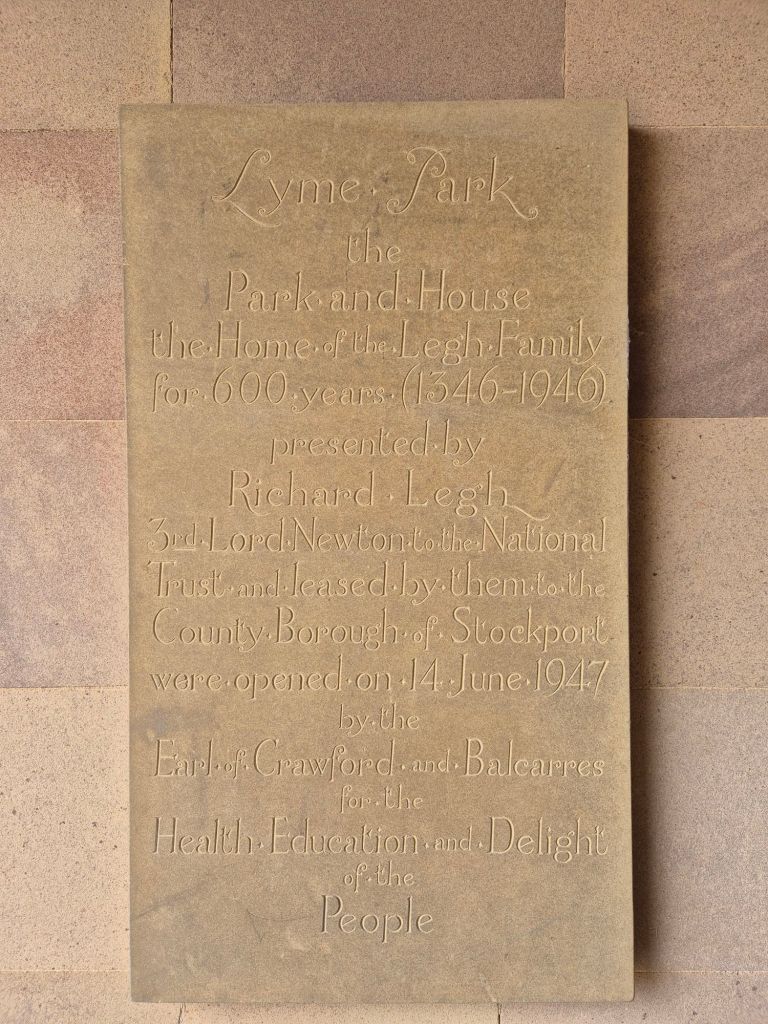 Lyme · Park
the
Park · and · House
the · Home · of · the · Legh · Family
for · 600 · years · (1346-1946)
presented · by
Richard · Legh
3rd · Lord · Newton · to · the · National
Trust · and · leased · by · them · to · the
County · Borough · of · Stockport
were · opened · on · 14 · June · 1947
by · the
Earl · of · Crawford · and · Balcarres
for · the
Health · Education · and · Delight
of · the
People